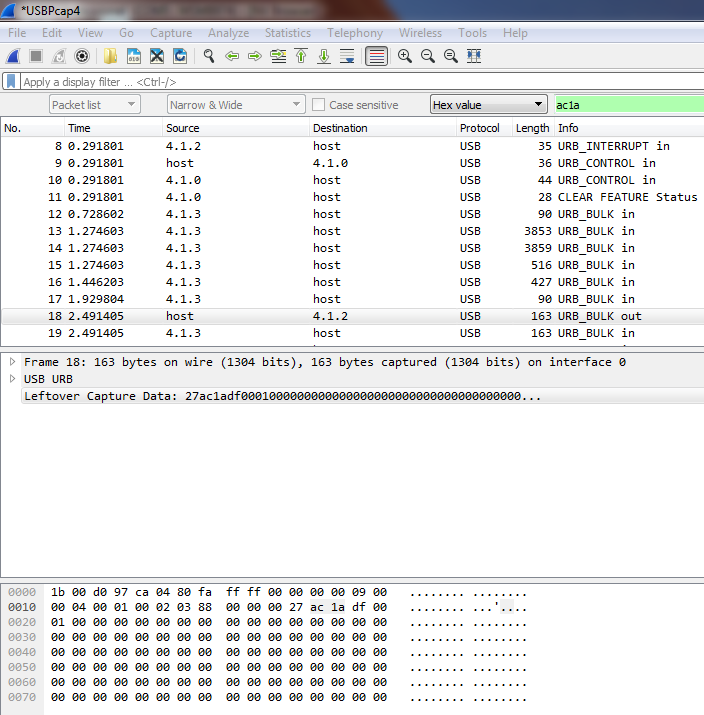 *USBPcap4
File Edit View Go Capture Analyze Statistics Telephony Wireless Tools Help
Apply a display filter ... <Ctrl-/>
Packet list Narrow & Wide Case sensitive Hex value ac1a
No. Time Source Destination Protocol Length Info
8 0.291801 4.1.2 host USB 35 URB_INTERRUPT in
9 0.291801 host 4.1.0 USB 36 URB_CONTROL in
10 0.291801 4.1.0 host USB 44 URB_CONTROL in
11 0.291801 4.1.0 host USB 28 CLEAR FEATURE Status
12 0.728602 4.1.3 host USB 90 URB_BULK in
13 1.274603 4.1.3 host USB 3853 URB_BULK in
14 1.274603 4.1.3 host USB 3859 URB_BULK in
15 1.274603 4.1.3 host USB 516 URB_BULK in
16 1.446203 4.1.3 host USB 427 URB_BULK in
17 1.929804 4.1.3 host USB 90 URB_BULK in
18 2.491405 host 4.1.2 USB 163 URB_BULK out
19 2.491405 4.1.3 host USB 163 URB_BULK in
Frame 18: 163 bytes on wire (1304 bits), 163 bytes captured (1304 bits) on interface 0
USB URB
Leftover Capture Data: 27ac1adf000100000000000000000000000000000000000000...
0000 1b 00 d0 97 ca 04 80 fa ff ff 00 00 00 00 09 00 ........ ........
0010 00 04 00 01 00 02 03 88 00 00 00 27 ac 1a df 00 ........ ...'....
0020 01 00 00 00 00 00 00 00 00 00 00 00 00 00 00 00 ........ ........
0030 00 00 00 00 00 00 00 00 00 00 00 00 00 00 00 00 ........ ........
0040 00 00 00 00 00 00 00 00 00 00 00 00 00 00 00 00 ........ ........
0050 00 00 00 00 00 00 00 00 00 00 00 00 00 00 00 00 ........ ........
0060 00 00 00 00 00 00 00 00 00 00 00 00 00 00 00 00 ........ ........
0070 00 00 00 00 00 00 00 00 00 00 00 00 00 00 00 00 ........ ........